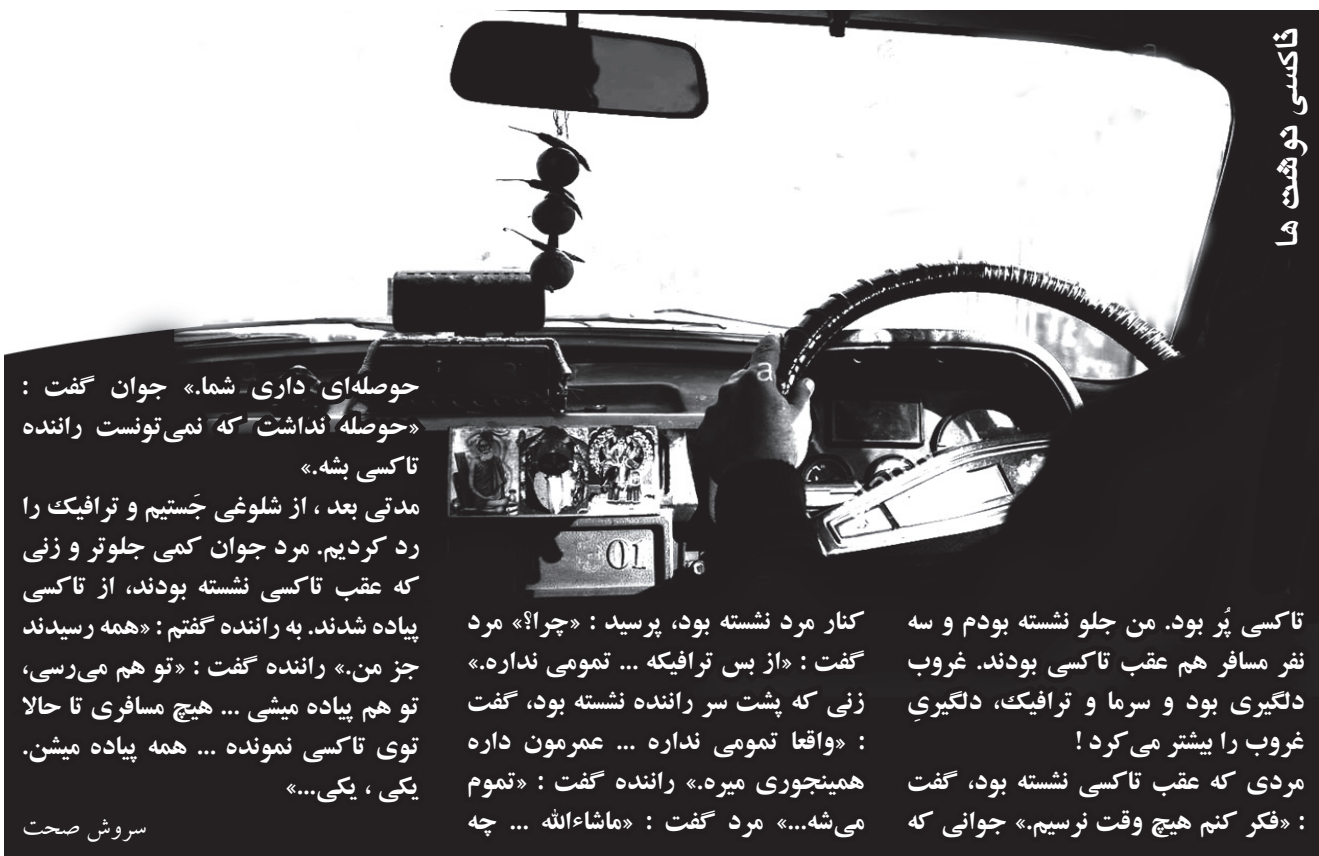 تاکسی نوشت ها
تاکسی پُر بود. من جلو نشسته بودم و سه
نفر مسافر هم عقب تاکسی بودند. غروب
دلگیری بود و سرما و ترافیک، دلگیریِ
غروب را بیشتر می‌کرد !
مردی که عقب تاکسی نشسته بود، گفت
: «فکر کنم هیچ وقت نرسیم.» جوانی که
کنار مرد نشسته بود، پرسید : «چرا؟» مرد
گفت : «از بس ترافیکه ... تمومی نداره.»
زنی که پشت سر راننده نشسته بود، گفت
: «واقعا تمومی نداره ... عمرمون داره
همینجوری میره.» راننده گفت : «تموم
می‌شه...» مرد گفت : «ماشاءالله ... چه
حوصله‌ای داری شما.» جوان گفت :
«حوصله نداشت که نمی‌تونست راننده
تاکسی بشه.»
مدتی بعد ، از شلوغی جَستیم و ترافیک را
رد کردیم. مرد جوان کمی جلوتر و زنی
که عقب تاکسی نشسته بودند، از تاکسی
پیاده شدند. به راننده گفتم : «همه رسیدند
جز من.» راننده گفت : «تو هم می‌رسی،
تو هم پیاده میشی ... هیچ مسافری تا حالا
توی تاکسی نمونده ... همه پیاده میشن.
یکی ، یکی...»
سروش صحت
01
a
a